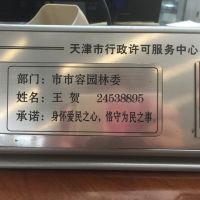 天津市行政许可服务中心
部门：市市容园林委
姓名：王 贺 24538895
承诺：身怀爱民之心，恪守为民之事